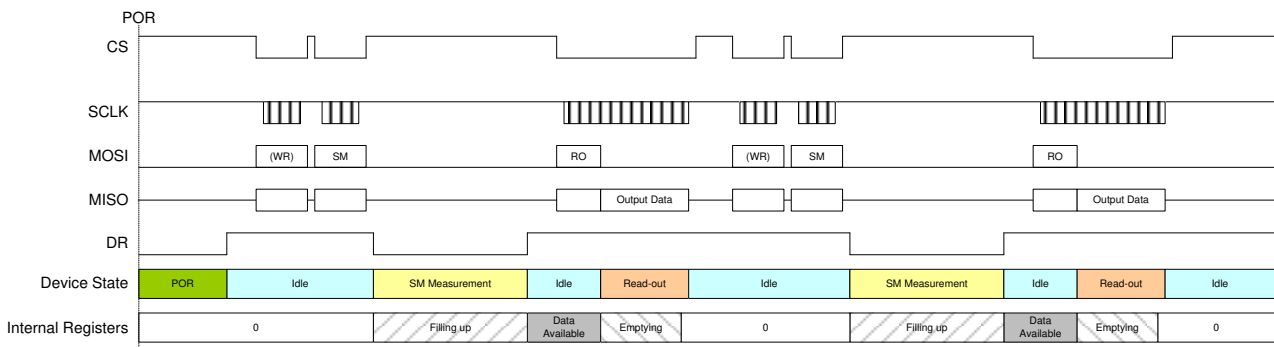 POR
CS
SCLK
MOSI (WR) SM RO (WR) SM RO
MISO Output Data Output Data
DR
Device State POR Idle SM Measurement Idle Read-out Idle SM Measurement Idle Read-out Idle
Internal Registers 0 Filling up Data Available Emptying 0 Filling up Data Available Emptying 0